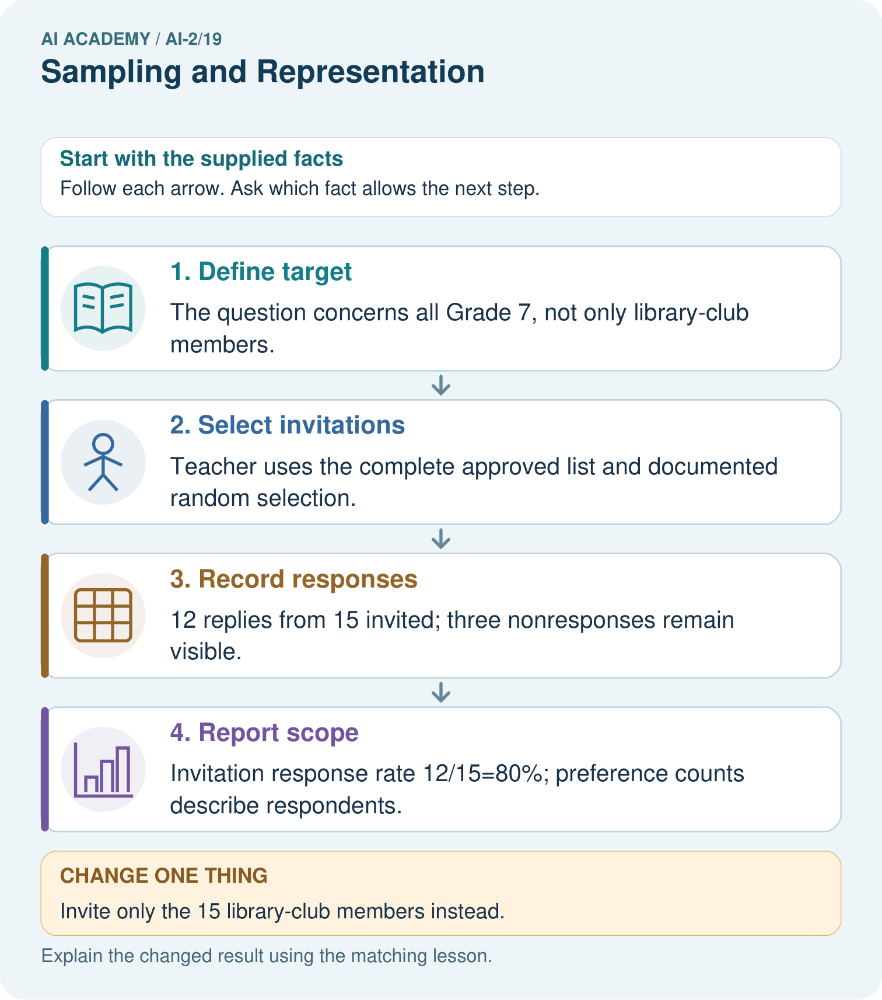 AI ACADEMY / AI-2/19
Sampling and Representation
Start with the supplied facts
Follow each arrow. Ask which fact allows the next step.
1. Define target
The question concerns all Grade 7, not only library-club
members.
2. Select invitations
Teacher uses the complete approved list and documented
random selection.
3. Record responses
12 replies from 15 invited; three nonresponses remain
visible.
4. Report scope
Invitation response rate 12/15=80%; preference counts
describe respondents.
CHANGE ONE THING
Invite only the 15 library-club members instead.
Explain the changed result using the matching lesson.